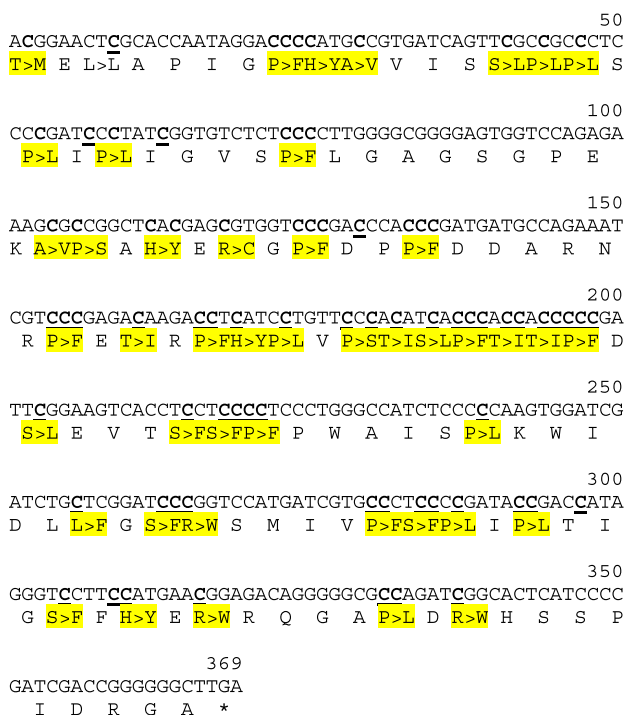 50
ACGGAACTCGCACCAATAGGACCCCATGCCGTGATCAGTTCGCCGCCCTC
T>M E L>L A P I G P>FH>YA>V V I S S>LP>LP>L S
100
CCCGATCCCTATCGGTGTCTCTCCCCTTGGGGCGGGGAGTGGTCCAGAGA
P>L I P>L I G V S P>F L G A G S G P E
150
AAGCGCCGGCTCACGAGCGTGGTCCCGACCCACCCGATGATGCCAGAAAT
K A>VP>S A H>Y E R>C G P>F D P P>F D D A R N
200
CGTCCCGAGACAAGACCTCATCCTGTTCCCACATCACCCACCACCCCCGA
R P>F E T>I R P>FH>YP>L V P>ST>IS>LP>FT>IT>IP>F D
250
TTCGGAAGTCACCTCCTCCCCTCCCTGGGCCATCTCCCCCAAGTGGATCG
S>L E V T S>FS>FP>F P W A I S P>L K W I
300
ATCTGCTCGGATCCCGGTCCATGATCGTGCCCTCCCCGATACCGACCATA
D L L>F G S>FR>W S M I V P>FS>FP>L I P>L T I
350
GGGTCCTTCCATGAACGGAGACAGGGGGCGCCAGATCGGCACTCATCCCC
G S>F F H>Y E R>W R Q G A P>L D R>W H S S P
369
GATCGACCGGGGGGCTTGA
I D R G A *